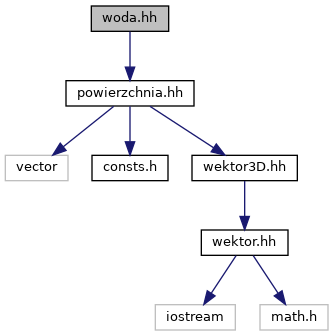 woda.hh
powierzchnia.hh
vector
consts.h
wektor3D.hh
wektor.hh
iostream
math.h